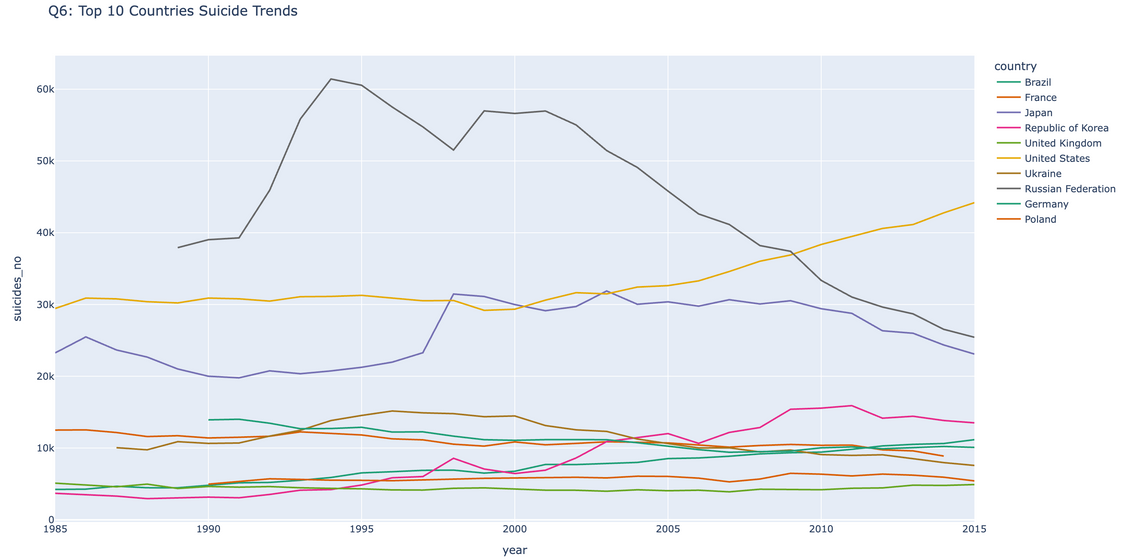 Q6: Top 10 Countries Suicide Trends
country
Brazil
France
Japan
Republic of Korea
United Kingdom
United States
Ukraine
Russian Federation
Germany
Poland
suicides_no
60k
50k
40k
30k
20k
10k
0
1985
1990
1995
2000
2005
2010
2015
year